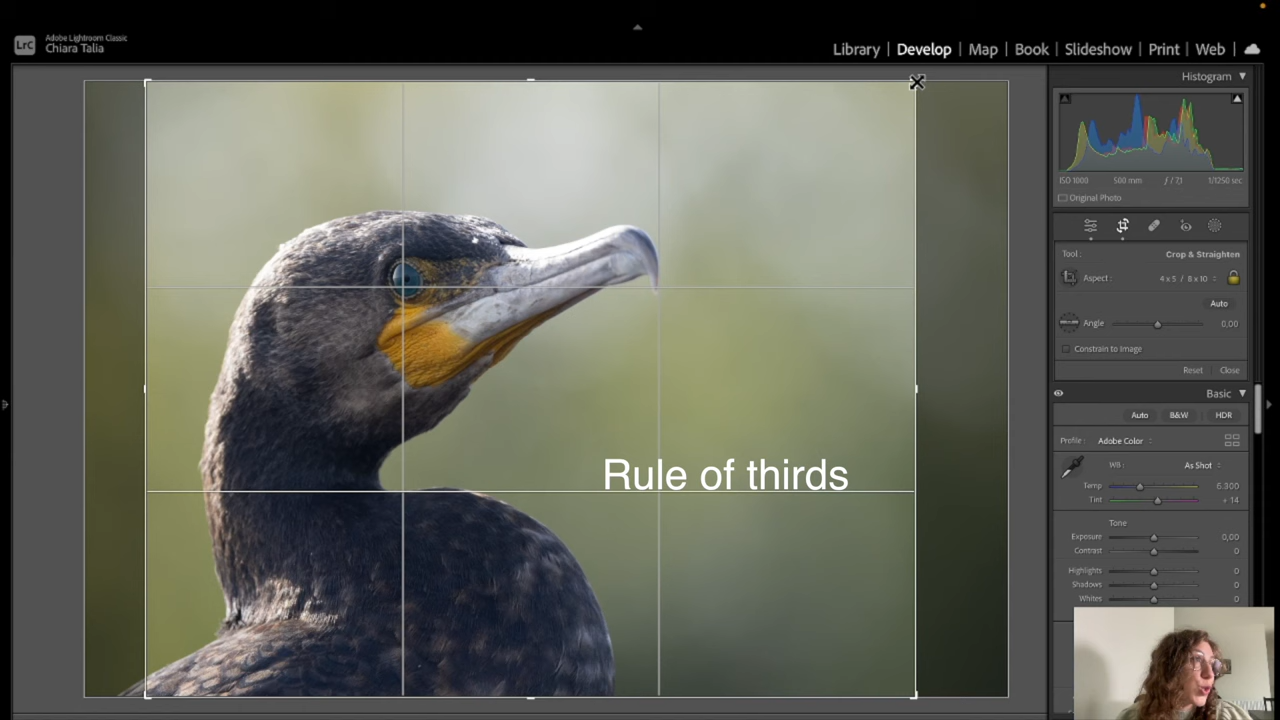 LrC
Adobe Lightroom Classic
Chiara Talia
Library | Develop | Map | Book | Slideshow | Print | Web |
Histogram
ISO 1000 500 mm ƒ / 7,1 1/1250 sec
Original Photo
Tool : Crop & Straighten
Aspect : 4 x 5 / 8 x 10
Auto
Angle 0,00
Constrain to Image
Reset Close
Basic
Auto B&W HDR
Profile : Adobe Color
WB : As Shot
Temp 6.300
Tint + 14
Tone
Exposure 0,00
Contrast 0
Highlights 0
Shadows 0
Whites 0
Rule of thirds